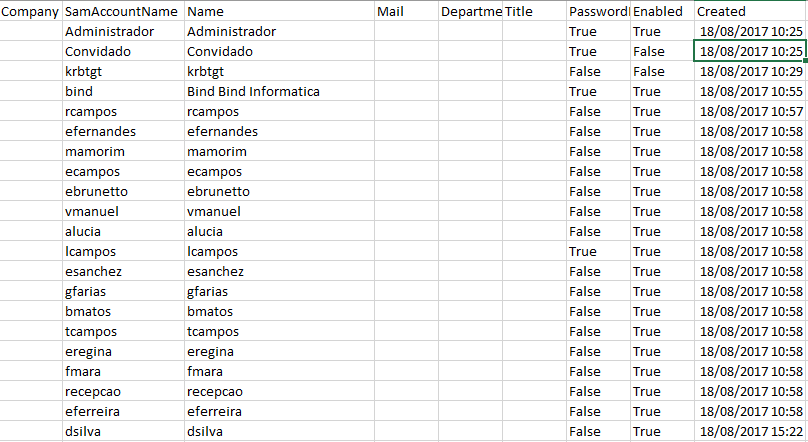 Company SamAccountName Name Mail Departme Title Password Enabled Created
Administrador Administrador True True 18/08/2017 10:25
Convidado Convidado True False 18/08/2017 10:25
krbtgt krbtgt False False 18/08/2017 10:29
bind Bind Bind Informatica True True 18/08/2017 10:55
rcampos rcampos False True 18/08/2017 10:57
efernandes efernandes False True 18/08/2017 10:58
mamorim mamorim False True 18/08/2017 10:58
ecampos ecampos False True 18/08/2017 10:58
ebrunetto ebrunetto False True 18/08/2017 10:58
vmanuel vmanuel False True 18/08/2017 10:58
alucia alucia False True 18/08/2017 10:58
lcampos lcampos True True 18/08/2017 10:58
esanchez esanchez False True 18/08/2017 10:58
gfarias gfarias False True 18/08/2017 10:58
bmatos bmatos False True 18/08/2017 10:58
tcampos tcampos False True 18/08/2017 10:58
eregina eregina False True 18/08/2017 10:58
fmara fmara False True 18/08/2017 10:58
recepcao recepcao False True 18/08/2017 10:58
eferreira eferreira False True 18/08/2017 10:58
dsilva dsilva False True 18/08/2017 15:22